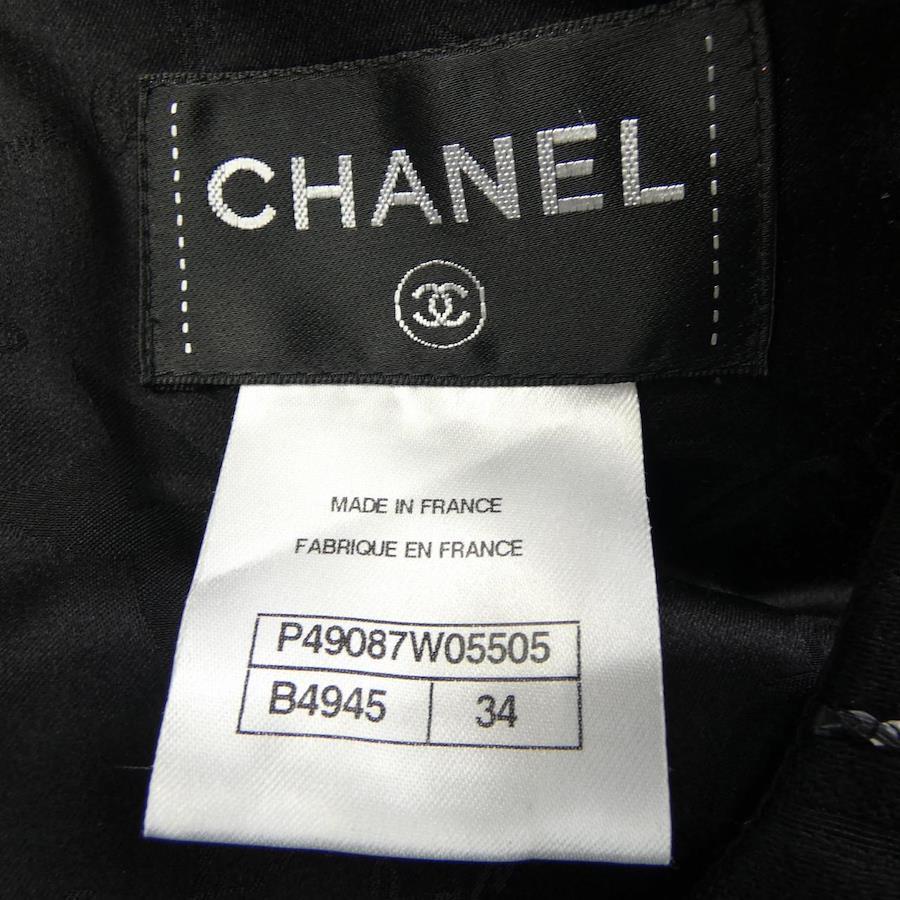 CHANEL
MADE IN FRANCE
FABRIQUE EN FRANCE
P49087W05505
B4945 34